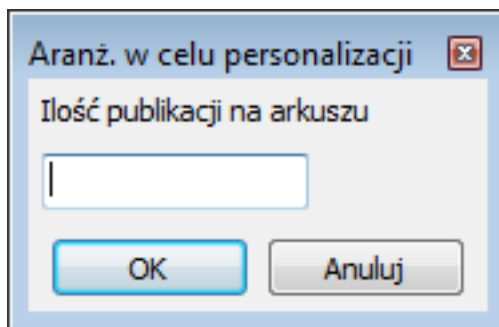 Aranż. w celu personalizacji
Ilość publikacji na arkuszu
OK Anuluj